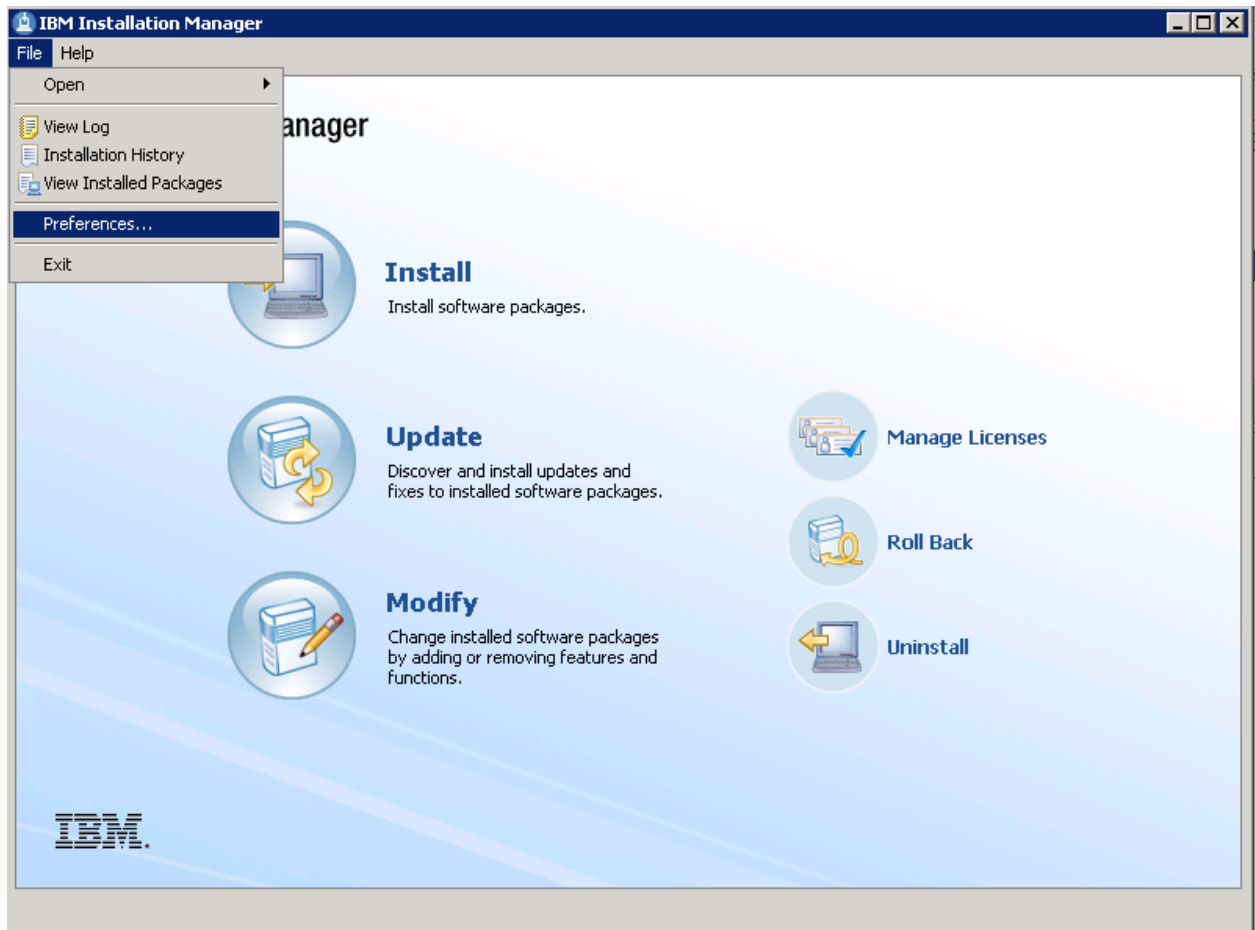 IBM Installation Manager
File Help
Open
View Log
Installation History
View Installed Packages
Preferences...
Exit
anager
Install
Install software packages.
Update
Discover and install updates and
fixes to installed software packages.
Modify
Change installed software packages
by adding or removing features and
functions.
Manage Licenses
Roll Back
Uninstall
IBM.